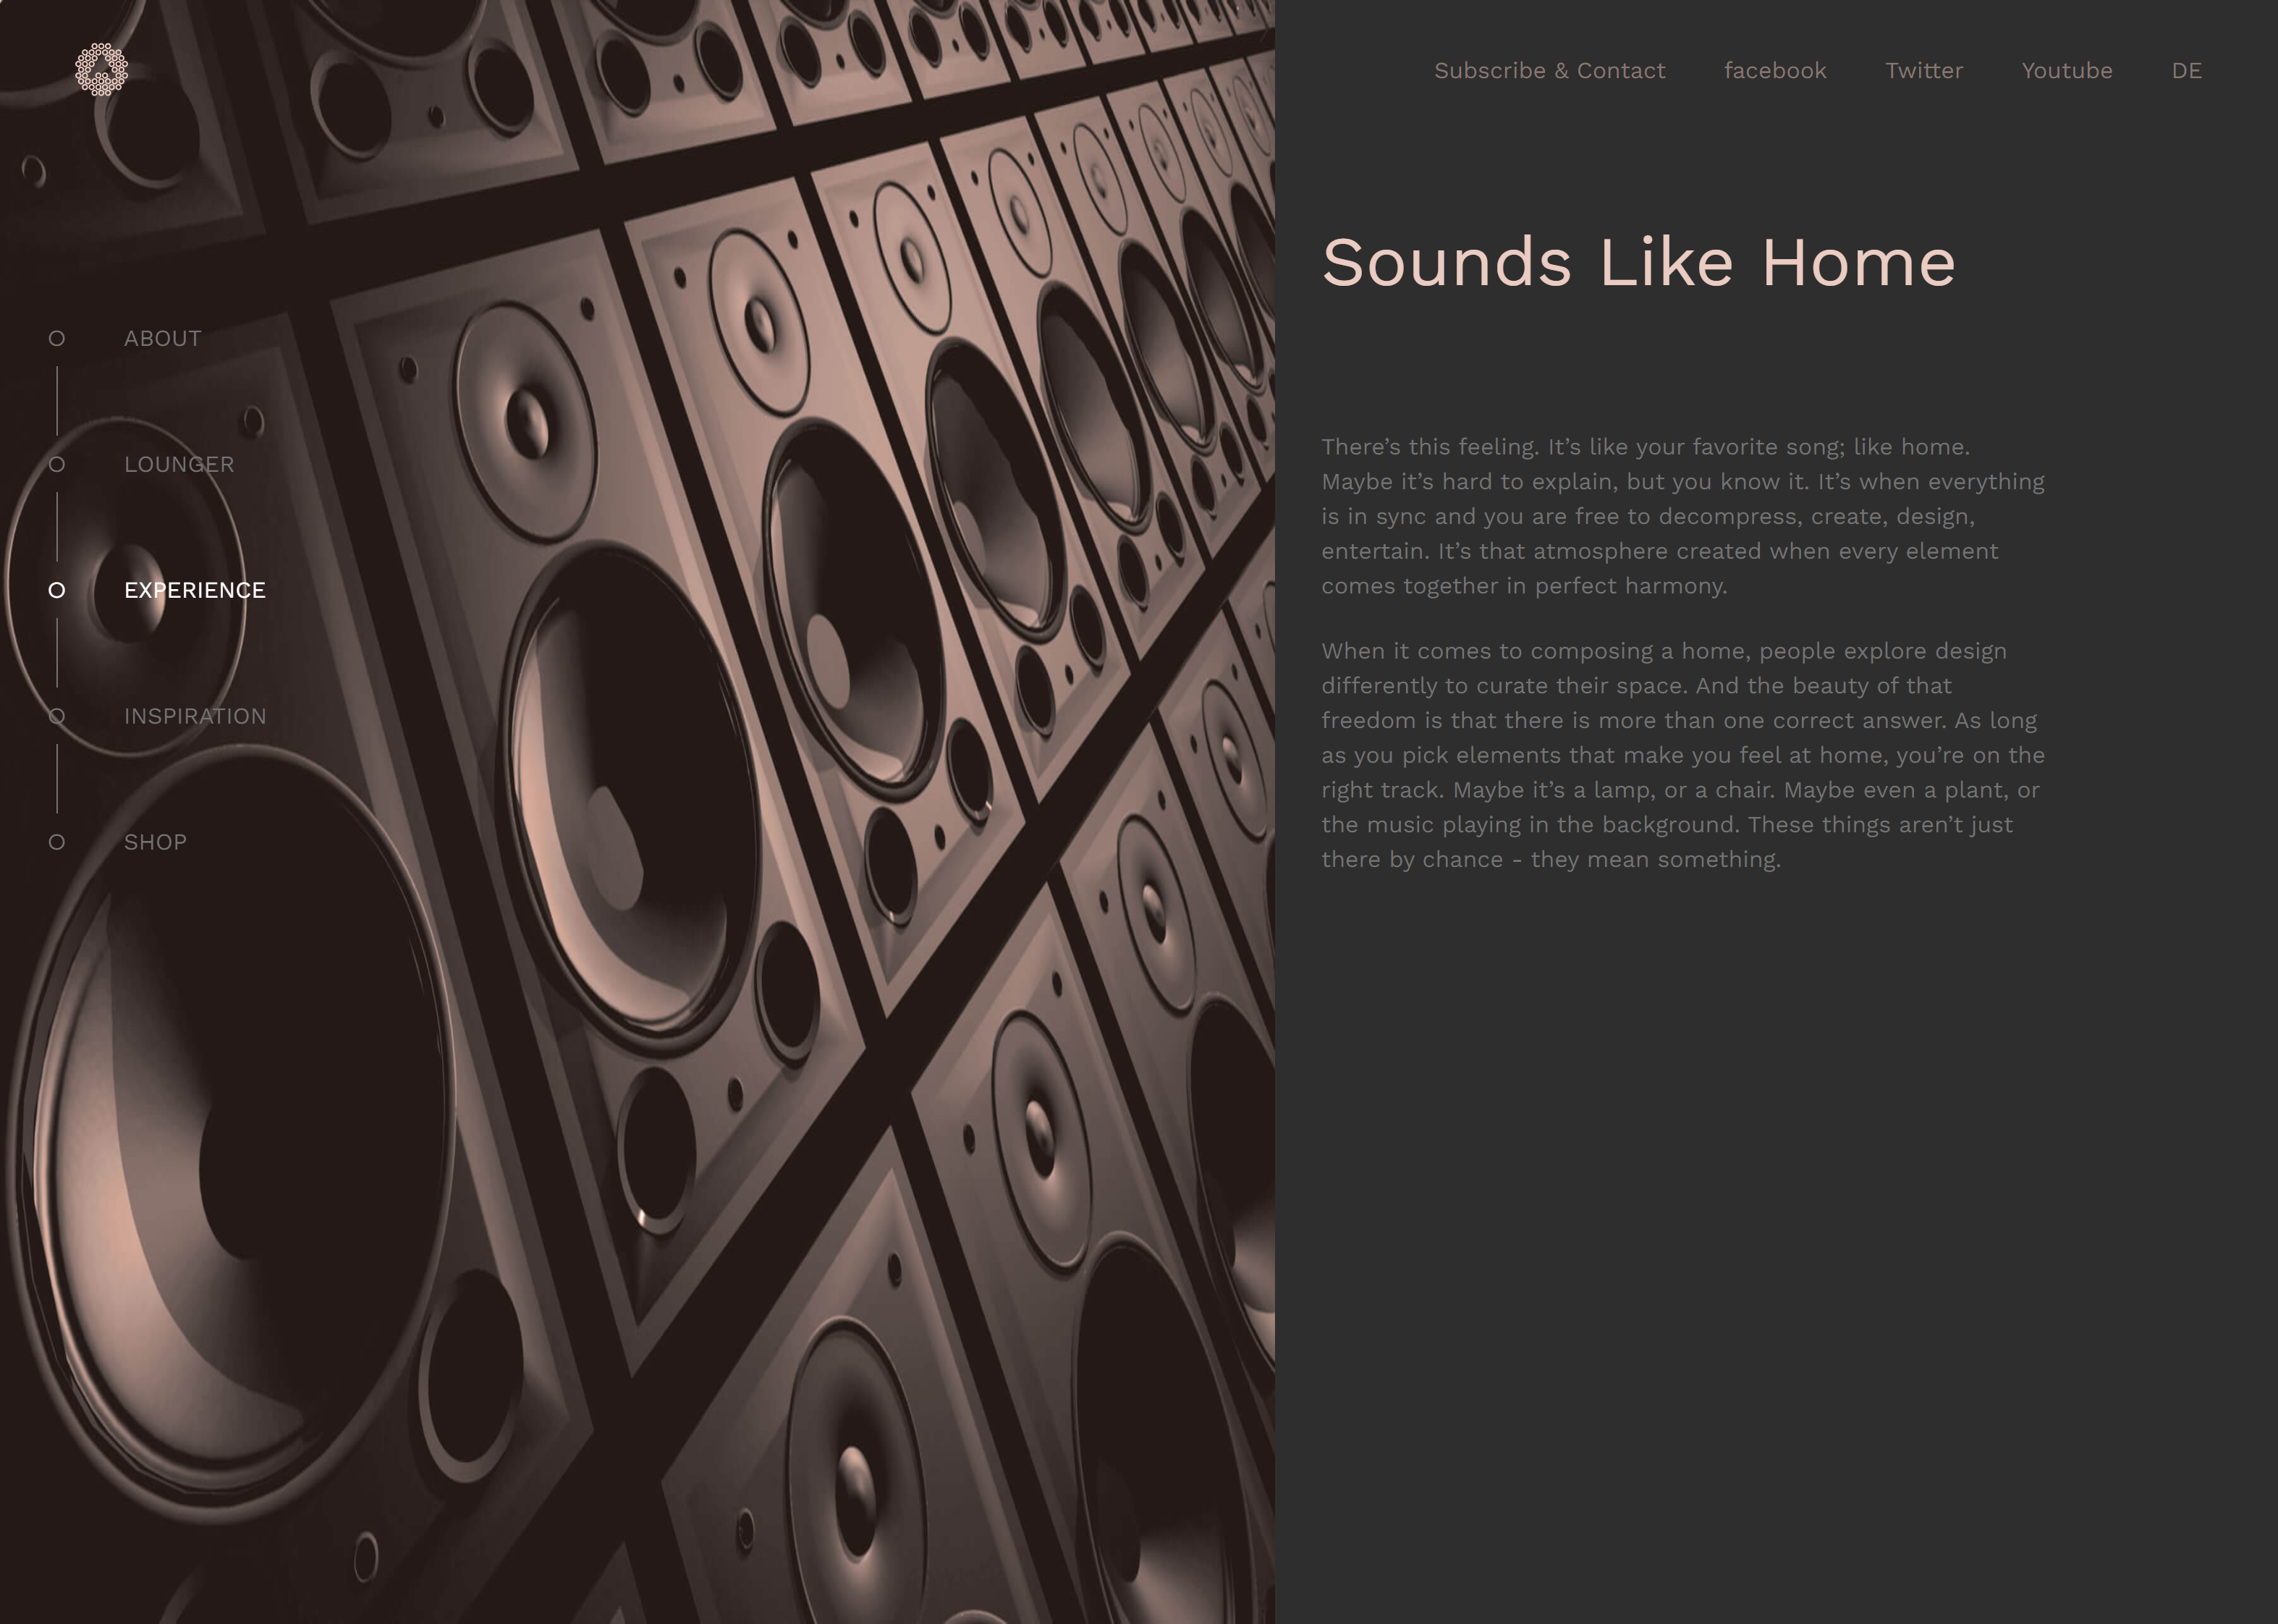 Subscribe & Contact facebook Twitter Youtube DE
ABOUT
LOUNGER
EXPERIENCE
INSPIRATION
SHOP
Sounds Like Home
There’s this feeling. It’s like your favorite song; like home.
Maybe it’s hard to explain, but you know it. It’s when everything
is in sync and you are free to decompress, create, design,
entertain. It’s that atmosphere created when every element
comes together in perfect harmony.
When it comes to composing a home, people explore design
differently to curate their space. And the beauty of that
freedom is that there is more than one correct answer. As long
as you pick elements that make you feel at home, you’re on the
right track. Maybe it’s a lamp, or a chair. Maybe even a plant, or
the music playing in the background. These things aren’t just
there by chance - they mean something.